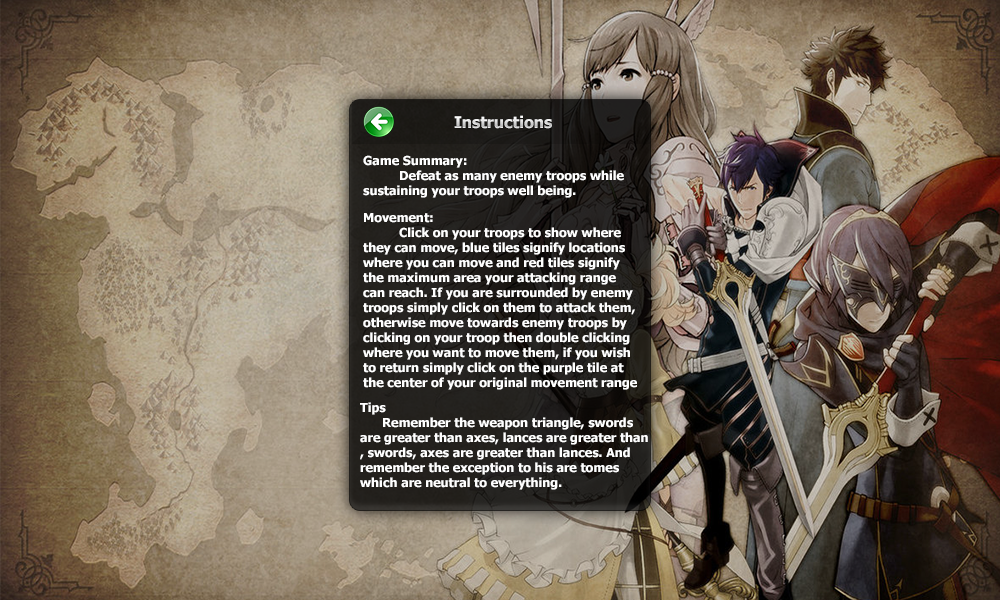 Instructions
Game Summary:
Defeat as many enemy troops while
sustaining your troops well being.
Movement:
Click on your troops to show where
they can move, blue tiles signify locations
where you can move and red tiles signify
the maximum area your attacking range
can reach. If you are surrounded by enemy
troops simply click on them to attack them,
otherwise move towards enemy troops by
clicking on your troop then double clicking
where you want to move them, if you wish
to return simply click on the purple tile at
the center of your original movement range
Tips
Remember the weapon triangle, swords
are greater than axes, lances are greater than
, swords, axes are greater than lances. And
remember the exception to his are tomes
which are neutral to everything.